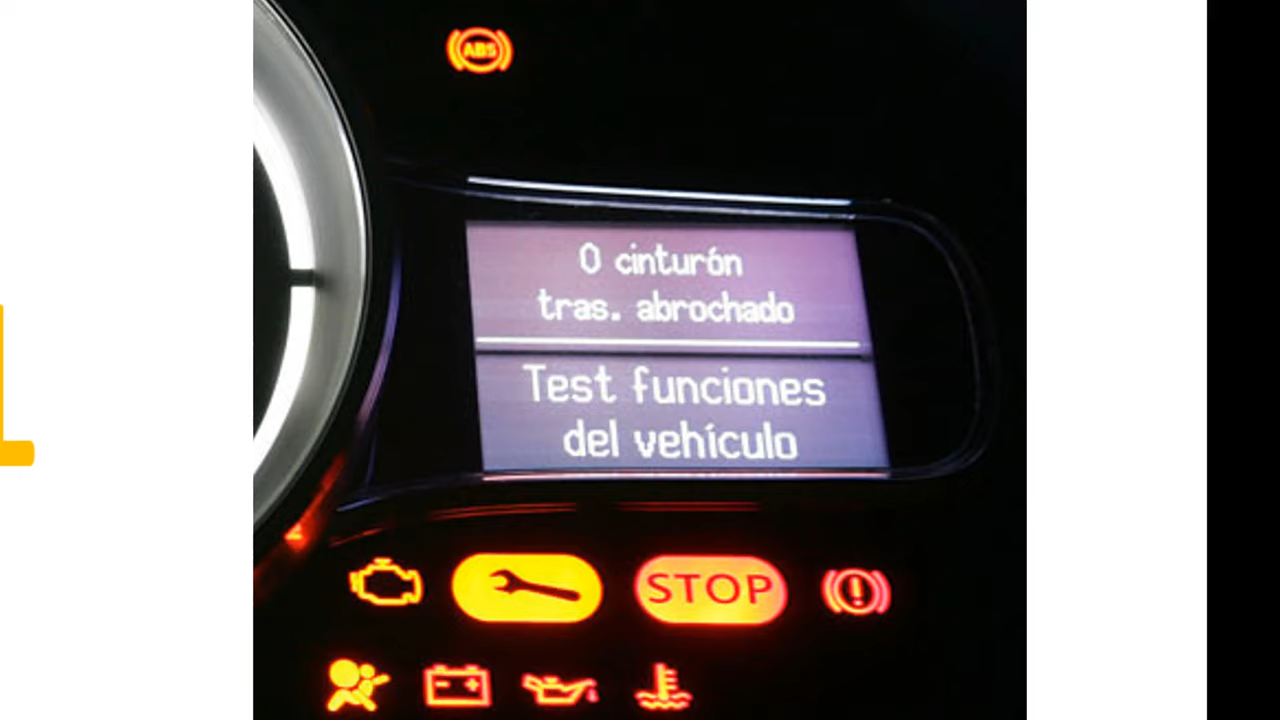 ABS
0 cinturón
tras. abrochado
Test funciones
del vehículo
STOP